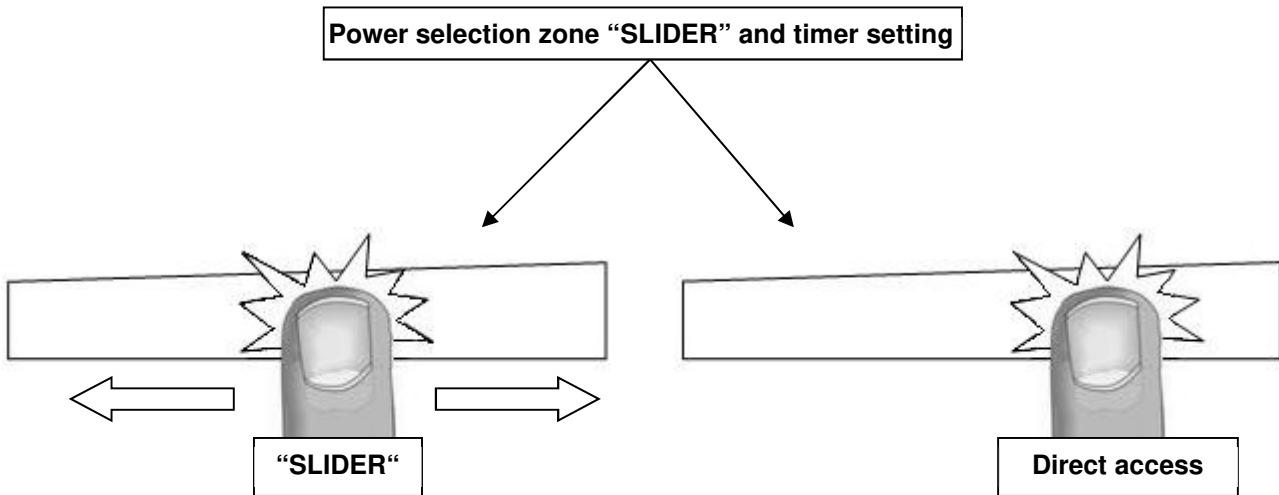 Power selection zone “SLIDER” and timer setting
“SLIDER“
Direct access